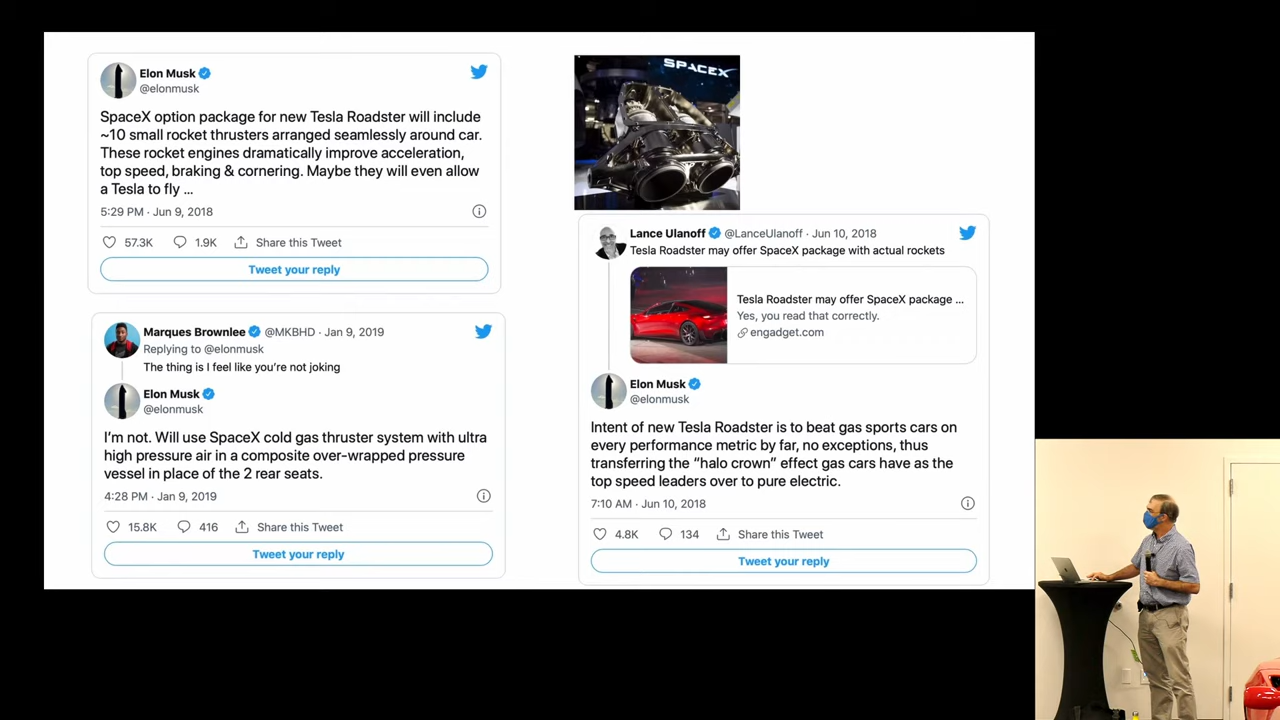 Elon Musk
@elonmusk
SpaceX option package for new Tesla Roadster will include
~10 small rocket thrusters arranged seamlessly around car.
These rocket engines dramatically improve acceleration,
top speed, braking & cornering. Maybe they will even allow
a Tesla to fly ...
5:29 PM · Jun 9, 2018
57.3K 1.9K Share this Tweet
Tweet your reply
Marques Brownlee @MKBHD · Jan 9, 2019
Replying to @elonmusk
The thing is I feel like you're not joking
Elon Musk
@elonmusk
I'm not. Will use SpaceX cold gas thruster system with ultra
high pressure air in a composite over-wrapped pressure
vessel in place of the 2 rear seats.
4:28 PM · Jan 9, 2019
15.8K 416 Share this Tweet
Tweet your reply
SPACEX
Lance Ulanoff @LanceUlanoff · Jun 10, 2018
Tesla Roadster may offer SpaceX package with actual rockets
Tesla Roadster may offer SpaceX package ...
Yes, you read that correctly.
engadget.com
Elon Musk
@elonmusk
Intent of new Tesla Roadster is to beat gas sports cars on
every performance metric by far, no exceptions, thus
transferring the “halo crown” effect gas cars have as the
top speed leaders over to pure electric.
7:10 AM · Jun 10, 2018
4.8K 134 Share this Tweet
Tweet your reply